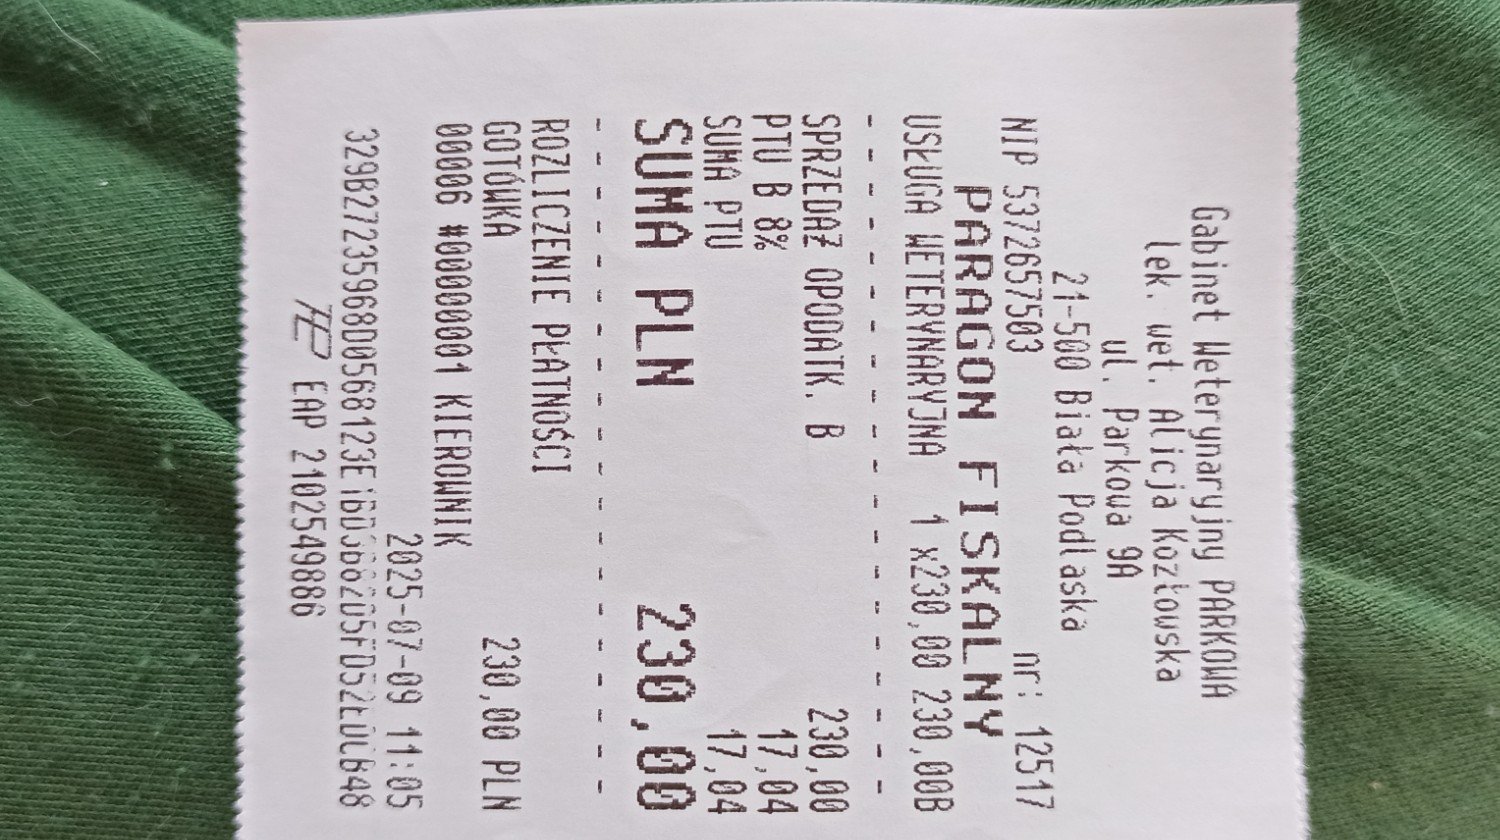 Gabinet Weterynaryjny PARKOWA
lek. wet. Alicja Kozłowska
ul. Parkowa 9A
21-500 Biała Podlaska
NIP 5372657503 nr: 12517
PARAGON FISKALNY
USŁUGA WETERYNARYJNA 1 x230,00 230,00B
SPRZEDAŻ OPODATK. B 230,00
PTU B 8% 17,04
SUMA PTU 17,04
SUMA PLN 230,00
ROZLICZENIE PŁATNOŚCI
GOTÓWKA 230,00 PLN
00006 #00000001 KIEROWNIK
2025-07-09 11:05
EAP 2102549886